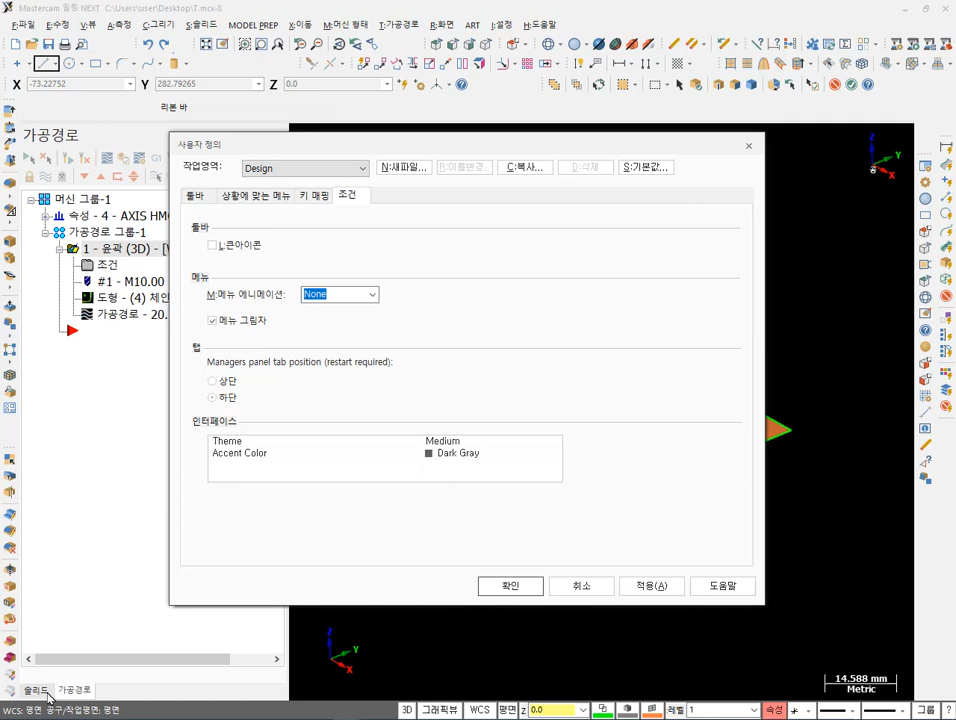 Mastercam 밀링 NEXT C:\Users\user\Desktop\T.mcx-8
F:파일 E:수정 V:뷰 A:측정 C:그리기 S:솔리드 MODEL PREP X:이동 M:머신 형태 T:가공경로 R:화면 ART I:설정 H:도움말
X -73.22752 Y 282.79265 Z 0.0
리본 바
가공경로
G1
머신 그룹-1
속성 - 4 - AXIS HMC
가공경로 그룹-1
1 - 윤곽 (3D) - [W
조건
#1 - M10.00
도형 - (4) 체인
가공경로 - 20.
솔리드 가공경로
사용자 정의
작업영역: Design N:새파일... R:이름변경... C:복사... D:삭제 S:기본값...
툴바 상황에 맞는 메뉴 키 매핑 조건
툴바
L:큰아이콘
메뉴
M:메뉴 에니메이션: None
메뉴 그림자
탭
Managers panel tab position (restart required):
상단
하단
인터페이스
Theme Medium
Accent Color Dark Gray
확인 취소 적용(A) 도움말
Z
Y
X
공
Z
Y
X
14.588 mm
Metric
WCS: 평면 공구/작업평면: 평면 3D 그래픽뷰 WCS 평면 Z 0.0 레벨 1 속성 그룹